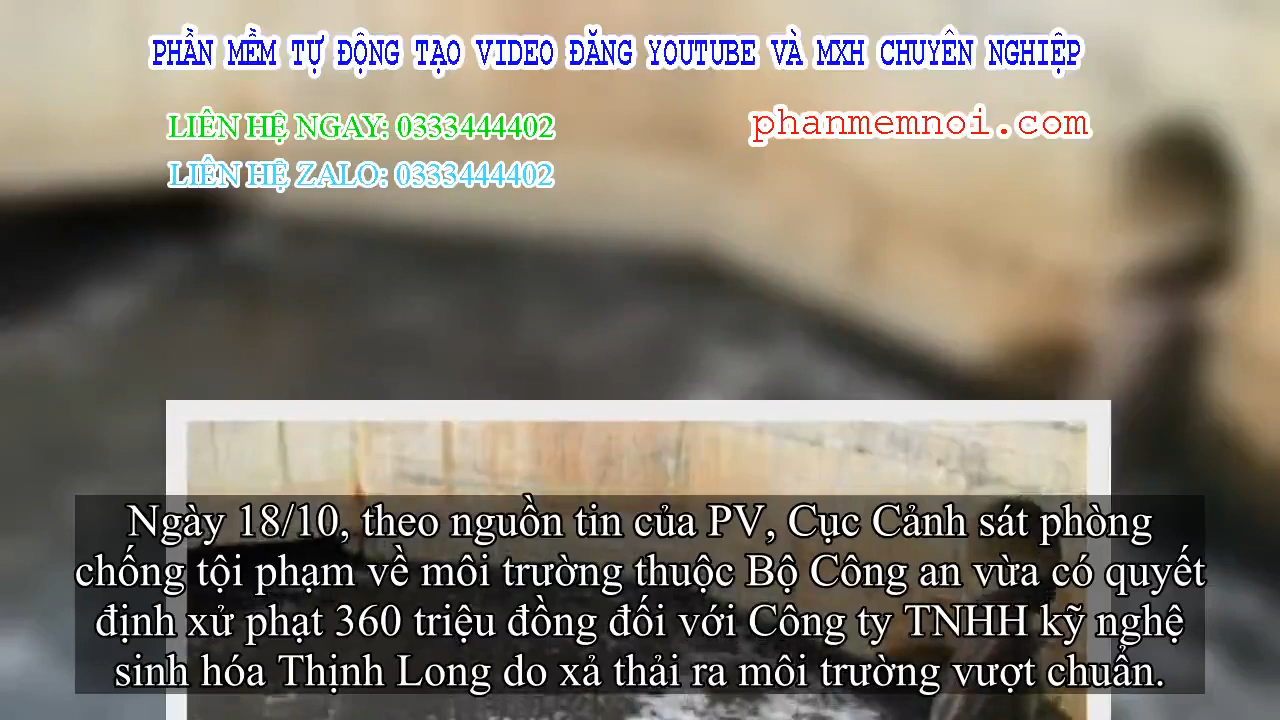 PHẦN MỀM TỰ ĐỘNG TẠO VIDEO ĐĂNG YOUTUBE VÀ MXH CHUYÊN NGHIỆP
LIÊN HỆ NGAY: 0333444402
phanmemnoi.com
LIÊN HỆ ZALO: 0333444402
Ngày 18/10, theo nguồn tin của PV, Cục Cảnh sát phòng
chống tội phạm về môi trường thuộc Bộ Công an vừa có quyết
định xử phạt 360 triệu đồng đối với Công ty TNHH kỹ nghệ
sinh hóa Thịnh Long do xả thải ra môi trường vượt chuẩn.